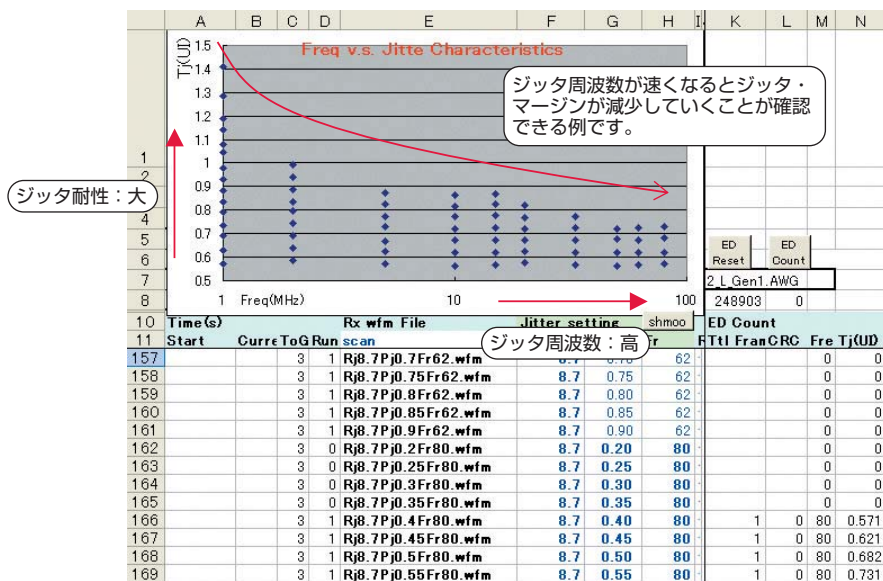 A B C D E F G H I K L M N
Freq v.s. Jitte Characteristics
Tj(UI)
1.5
1.4
1.3
1.2
1.1
1
0.9
0.8
0.7
0.6
0.5
1 10 100
Freq(MHz)
ジッタ周波数が速くなるとジッタ・
マージンが減少していくことが確認
できる例です。
ジッタ耐性：大
ジッタ周波数：高
1
2
4
5
6
7
8
ED Reset
ED Count
2_L_Gen1.AWG
248903 0
10 Time(s) Rx wfm File Jitter setting shmoo ED Count
11 Start Curre ToG Run scan Fr Ttl Fran CRC Fre Tj(UI)
157 3 1 Rj8.7Pj0.7Fr62.wfm 8.7 0.70 62 0 0
158 3 1 Rj8.7Pj0.75Fr62.wfm 8.7 0.75 62 0 0
159 3 1 Rj8.7Pj0.8Fr62.wfm 8.7 0.80 62 0 0
160 3 1 Rj8.7Pj0.85Fr62.wfm 8.7 0.85 62 0 0
161 3 1 Rj8.7Pj0.9Fr62.wfm 8.7 0.90 62 0 0
162 3 0 Rj8.7Pj0.2Fr80.wfm 8.7 0.20 80 0 0
163 3 0 Rj8.7Pj0.25Fr80.wfm 8.7 0.25 80 0 0
164 3 0 Rj8.7Pj0.3Fr80.wfm 8.7 0.30 80 0 0
165 3 0 Rj8.7Pj0.35Fr80.wfm 8.7 0.35 80 0 0
166 3 1 Rj8.7Pj0.4Fr80.wfm 8.7 0.40 80 1 0 80 0.571
167 3 1 Rj8.7Pj0.45Fr80.wfm 8.7 0.45 80 1 0 80 0.621
168 3 1 Rj8.7Pj0.5Fr80.wfm 8.7 0.50 80 1 0 80 0.682
169 3 1 Rj8.7Pj0.55Fr80.wfm 8.7 0.55 80 1 0 80 0.731